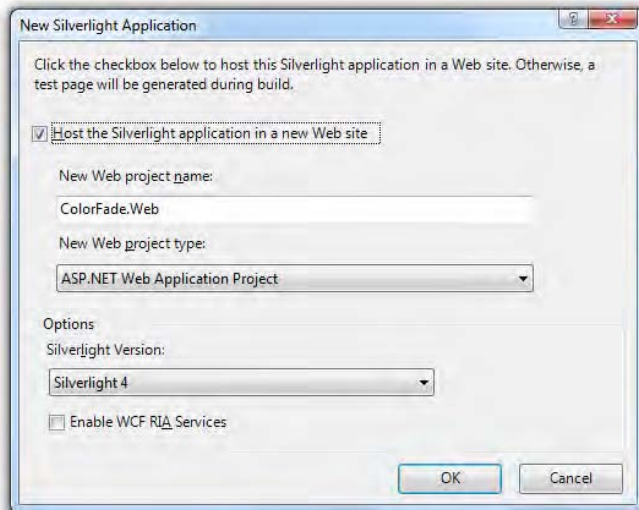 New Silverlight Application
Click the checkbox below to host this Silverlight application in a Web site. Otherwise, a
test page will be generated during build.
Host the Silverlight application in a new Web site
New Web project name:
ColorFade.Web
New Web project type:
ASP.NET Web Application Project
Options
Silverlight Version:
Silverlight 4
Enable WCF RIA Services
OK Cancel